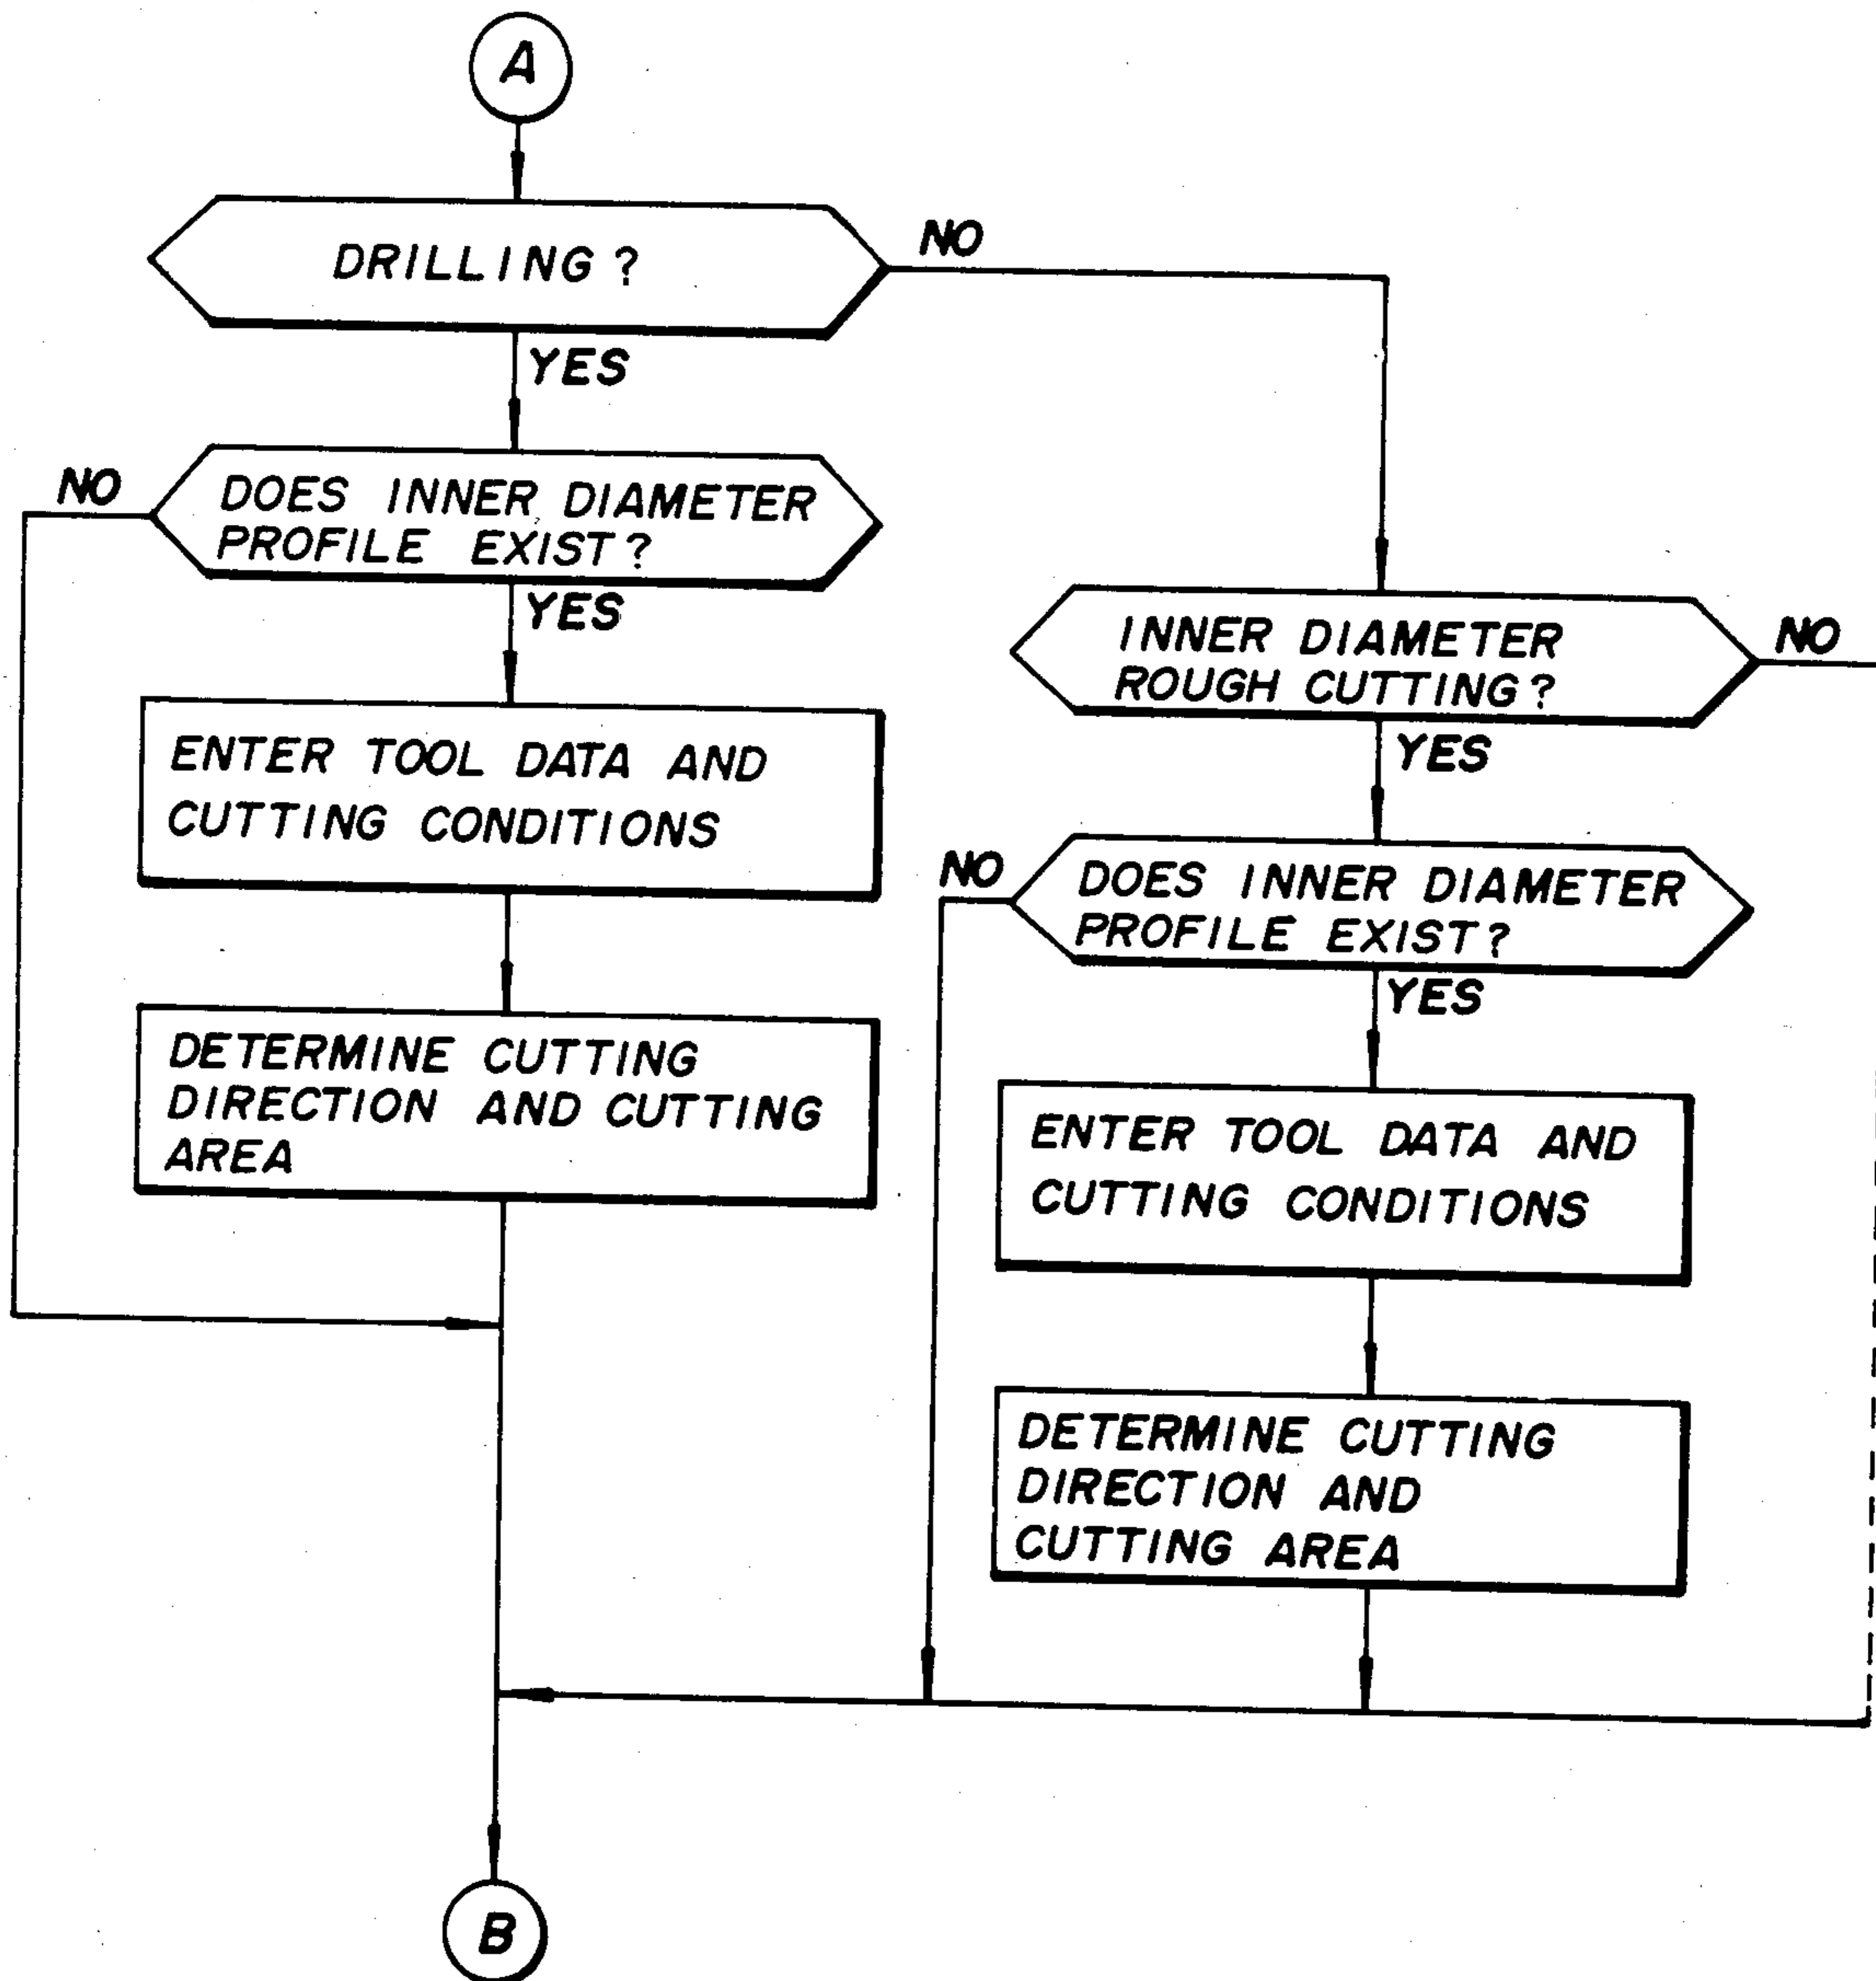 A
DRILLING?
NO
YES
NO
DOES INNER DIAMETER
PROFILE EXIST?
YES
ENTER TOOL DATA AND
CUTTING CONDITIONS
DETERMINE CUTTING
DIRECTION AND CUTTING
AREA
INNER DIAMETER
ROUGH CUTTING?
NO
YES
NO
DOES INNER DIAMETER
PROFILE EXIST?
YES
ENTER TOOL DATA AND
CUTTING CONDITIONS
DETERMINE CUTTING
DIRECTION AND
CUTTING AREA
B